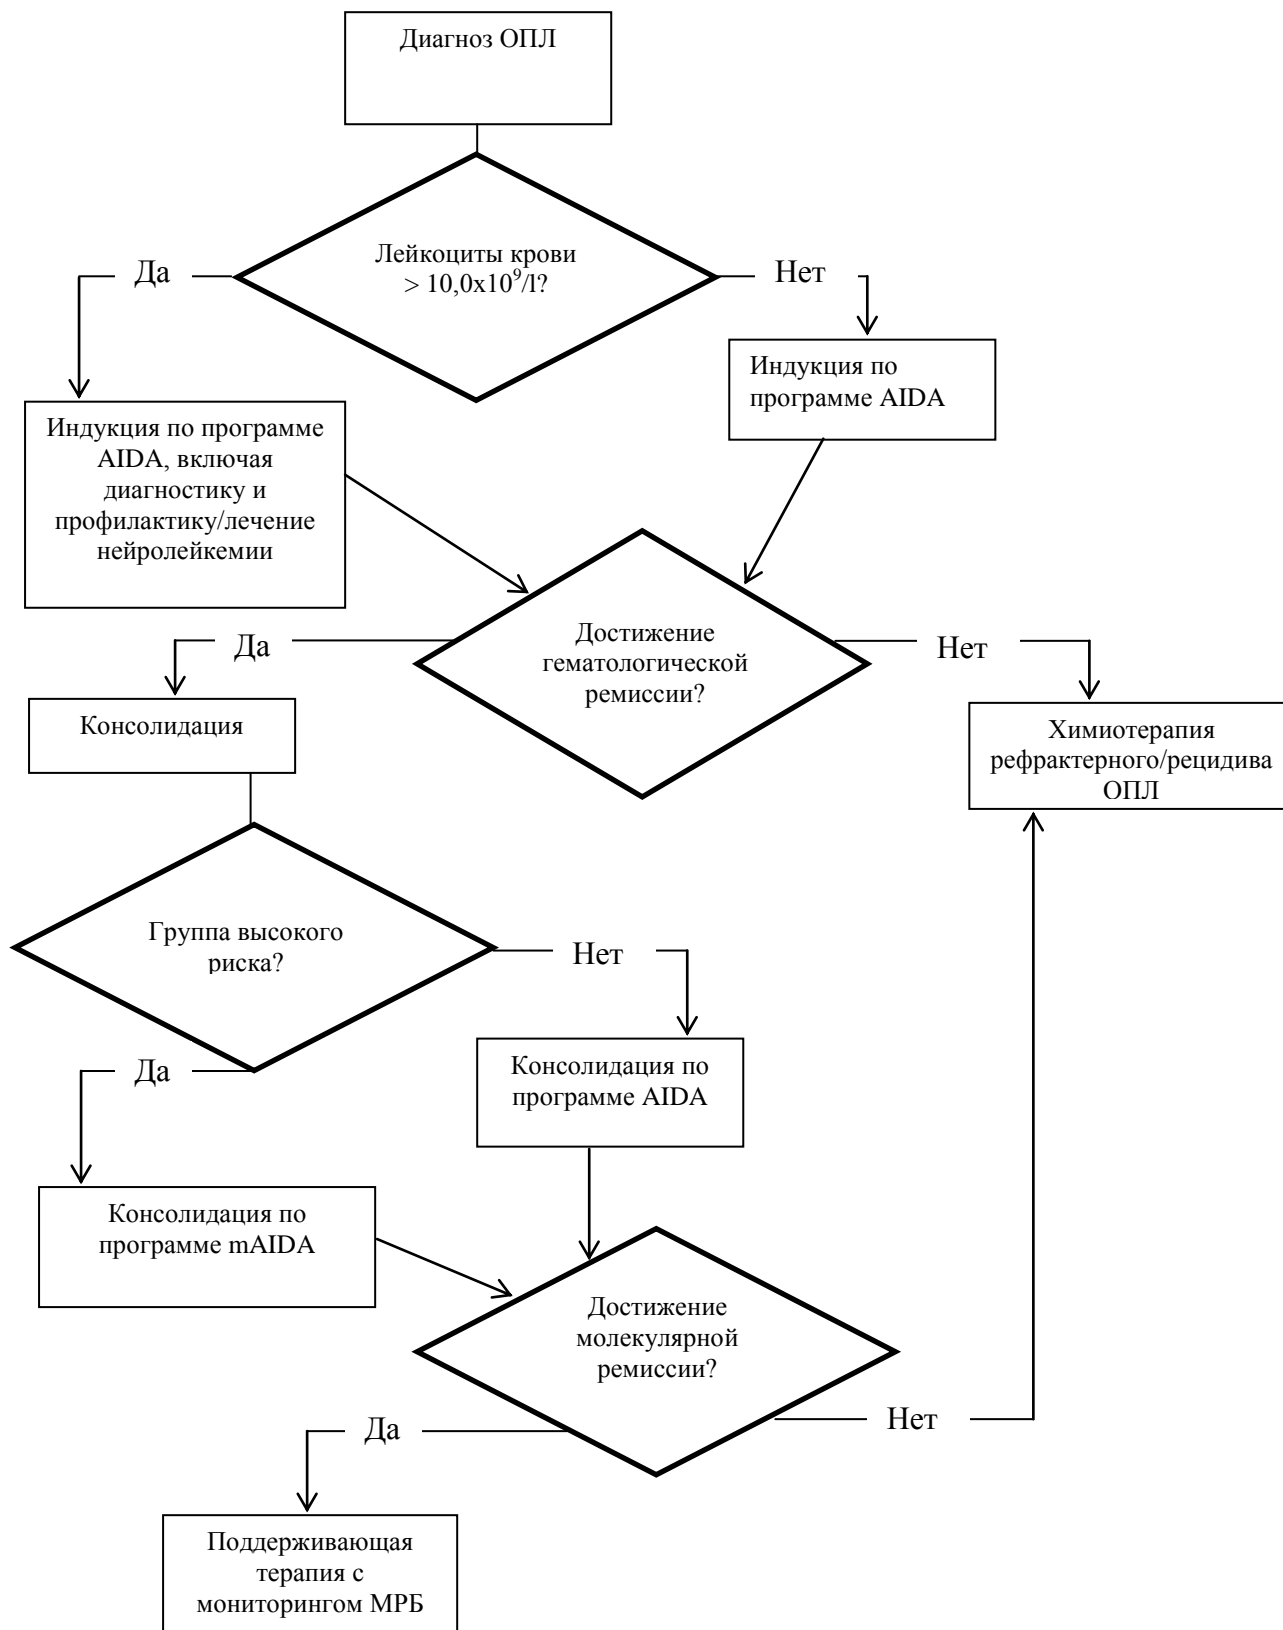 Диагноз ОПЛ
Лейкоциты крови
> 10,0x10⁹/l?
Да
Нет
Индукция по
программе AIDA
Индукция по программе
AIDA, включая
диагностику и
профилактику/лечение
нейролейкемии
Достижение
гематологической
ремиссии?
Да
Нет
Консолидация
Химиотерапия
рефрактерного/рецидива
ОПЛ
Группа высокого
риска?
Нет
Да
Консолидация по
программе AIDA
Консолидация по
программе mAIDA
Достижение
молекулярной
ремиссии?
Да
Нет
Поддерживающая
терапия с
мониторингом МРБ